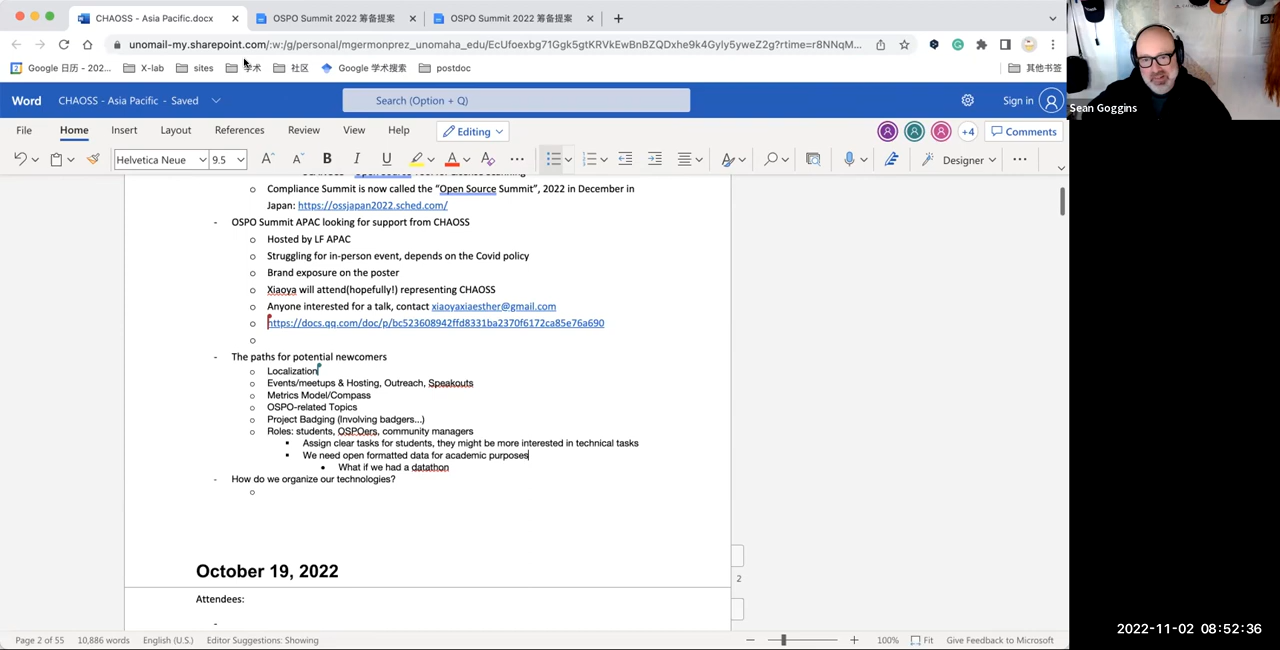 CHAOSS - Asia Pacific.docx
OSPO Summit 2022 筹备提案
OSPO Summit 2022 筹备提案
unomail-my.sharepoint.com/:w:/g/personal/mgermonprez_unomaha_edu/EcUfoexbg71Ggk5gtKRVkEwBnBZQDxhe9k4Gyly5yweZ2g?rtime=r8NNqM...
Google 日历 - 202...
X-lab
sites
学术
社区
Google 学术搜索
postdoc
其他书签
Word
CHAOSS - Asia Pacific - Saved
Search (Option + Q)
Sign in
File Home Insert Layout References Review View Help
Editing
+4
Comments
Helvetica Neue
9.5
Designer
Compliance Summit is now called the “Open Source Summit”, 2022 in December in
Japan: https://ossjapan2022.sched.com/
- OSPO Summit APAC looking for support from CHAOSS
o Hosted by LF APAC
o Struggling for in-person event, depends on the Covid policy
o Brand exposure on the poster
o Xiaoya will attend(hopefully!) representing CHAOSS
o Anyone interested for a talk, contact xiaoyaxiaesther@gmail.com
o https://docs.qq.com/doc/p/bc523608942ffd8331ba2370f6172ca85e76a690
- The paths for potential newcomers
o Localization
o Events/meetups & Hosting, Outreach, Speakouts
o Metrics Model/Compass
o OSPO-related Topics
o Project Badging (Involving badgers...)
o Roles: students, OSPOers, community managers
▪ Assign clear tasks for students, they might be more interested in technical tasks
▪ We need open formatted data for academic purposes
• What if we had a datathon
- How do we organize our technologies?
October 19, 2022
Attendees:
-
2
Page 2 of 55
10,886 words
English (U.S.)
Editor Suggestions: Showing
100%
Fit
Give Feedback to Microsoft
Sean Goggins
2022-11-02 08:52:36